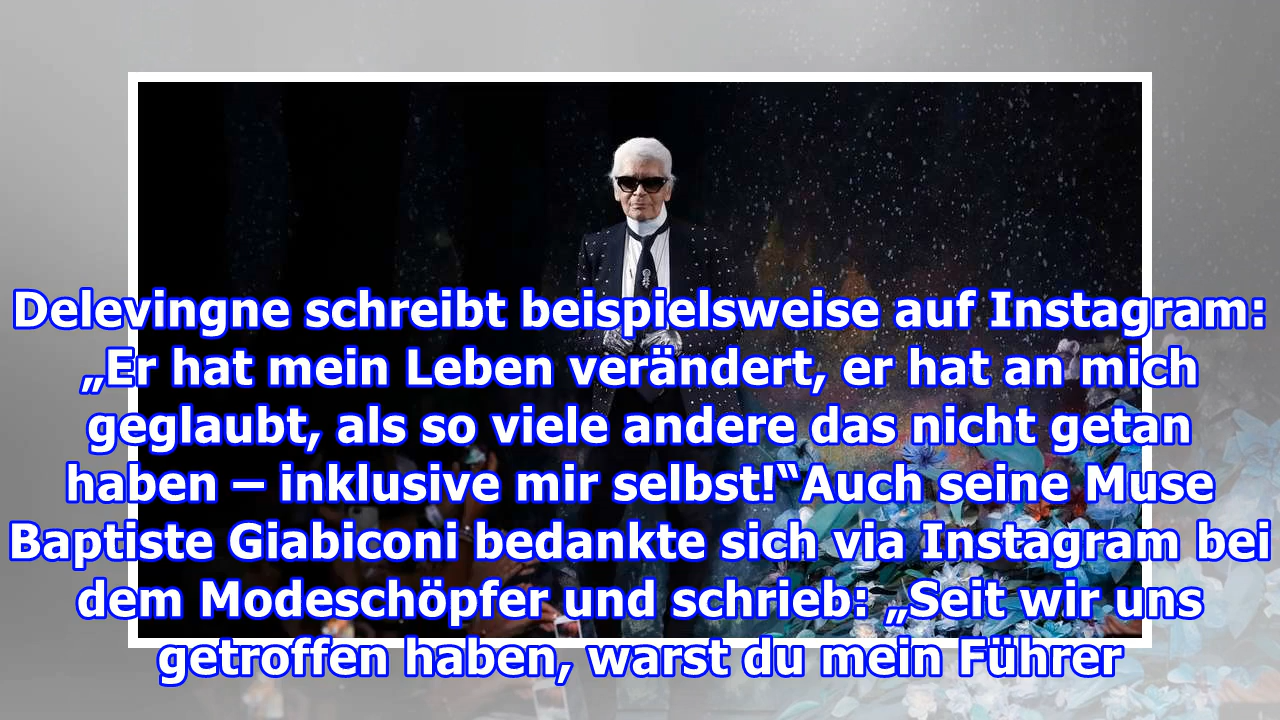 Delevingne schreibt beispielsweise auf Instagram:
„Er hat mein Leben verändert, er hat an mich
geglaubt, als so viele andere das nicht getan
haben – inklusive mir selbst!“Auch seine Muse
Baptiste Giabiconi bedankte sich via Instagram bei
dem Modeschöpfer und schrieb: „Seit wir uns
getroffen haben, warst du mein Führer